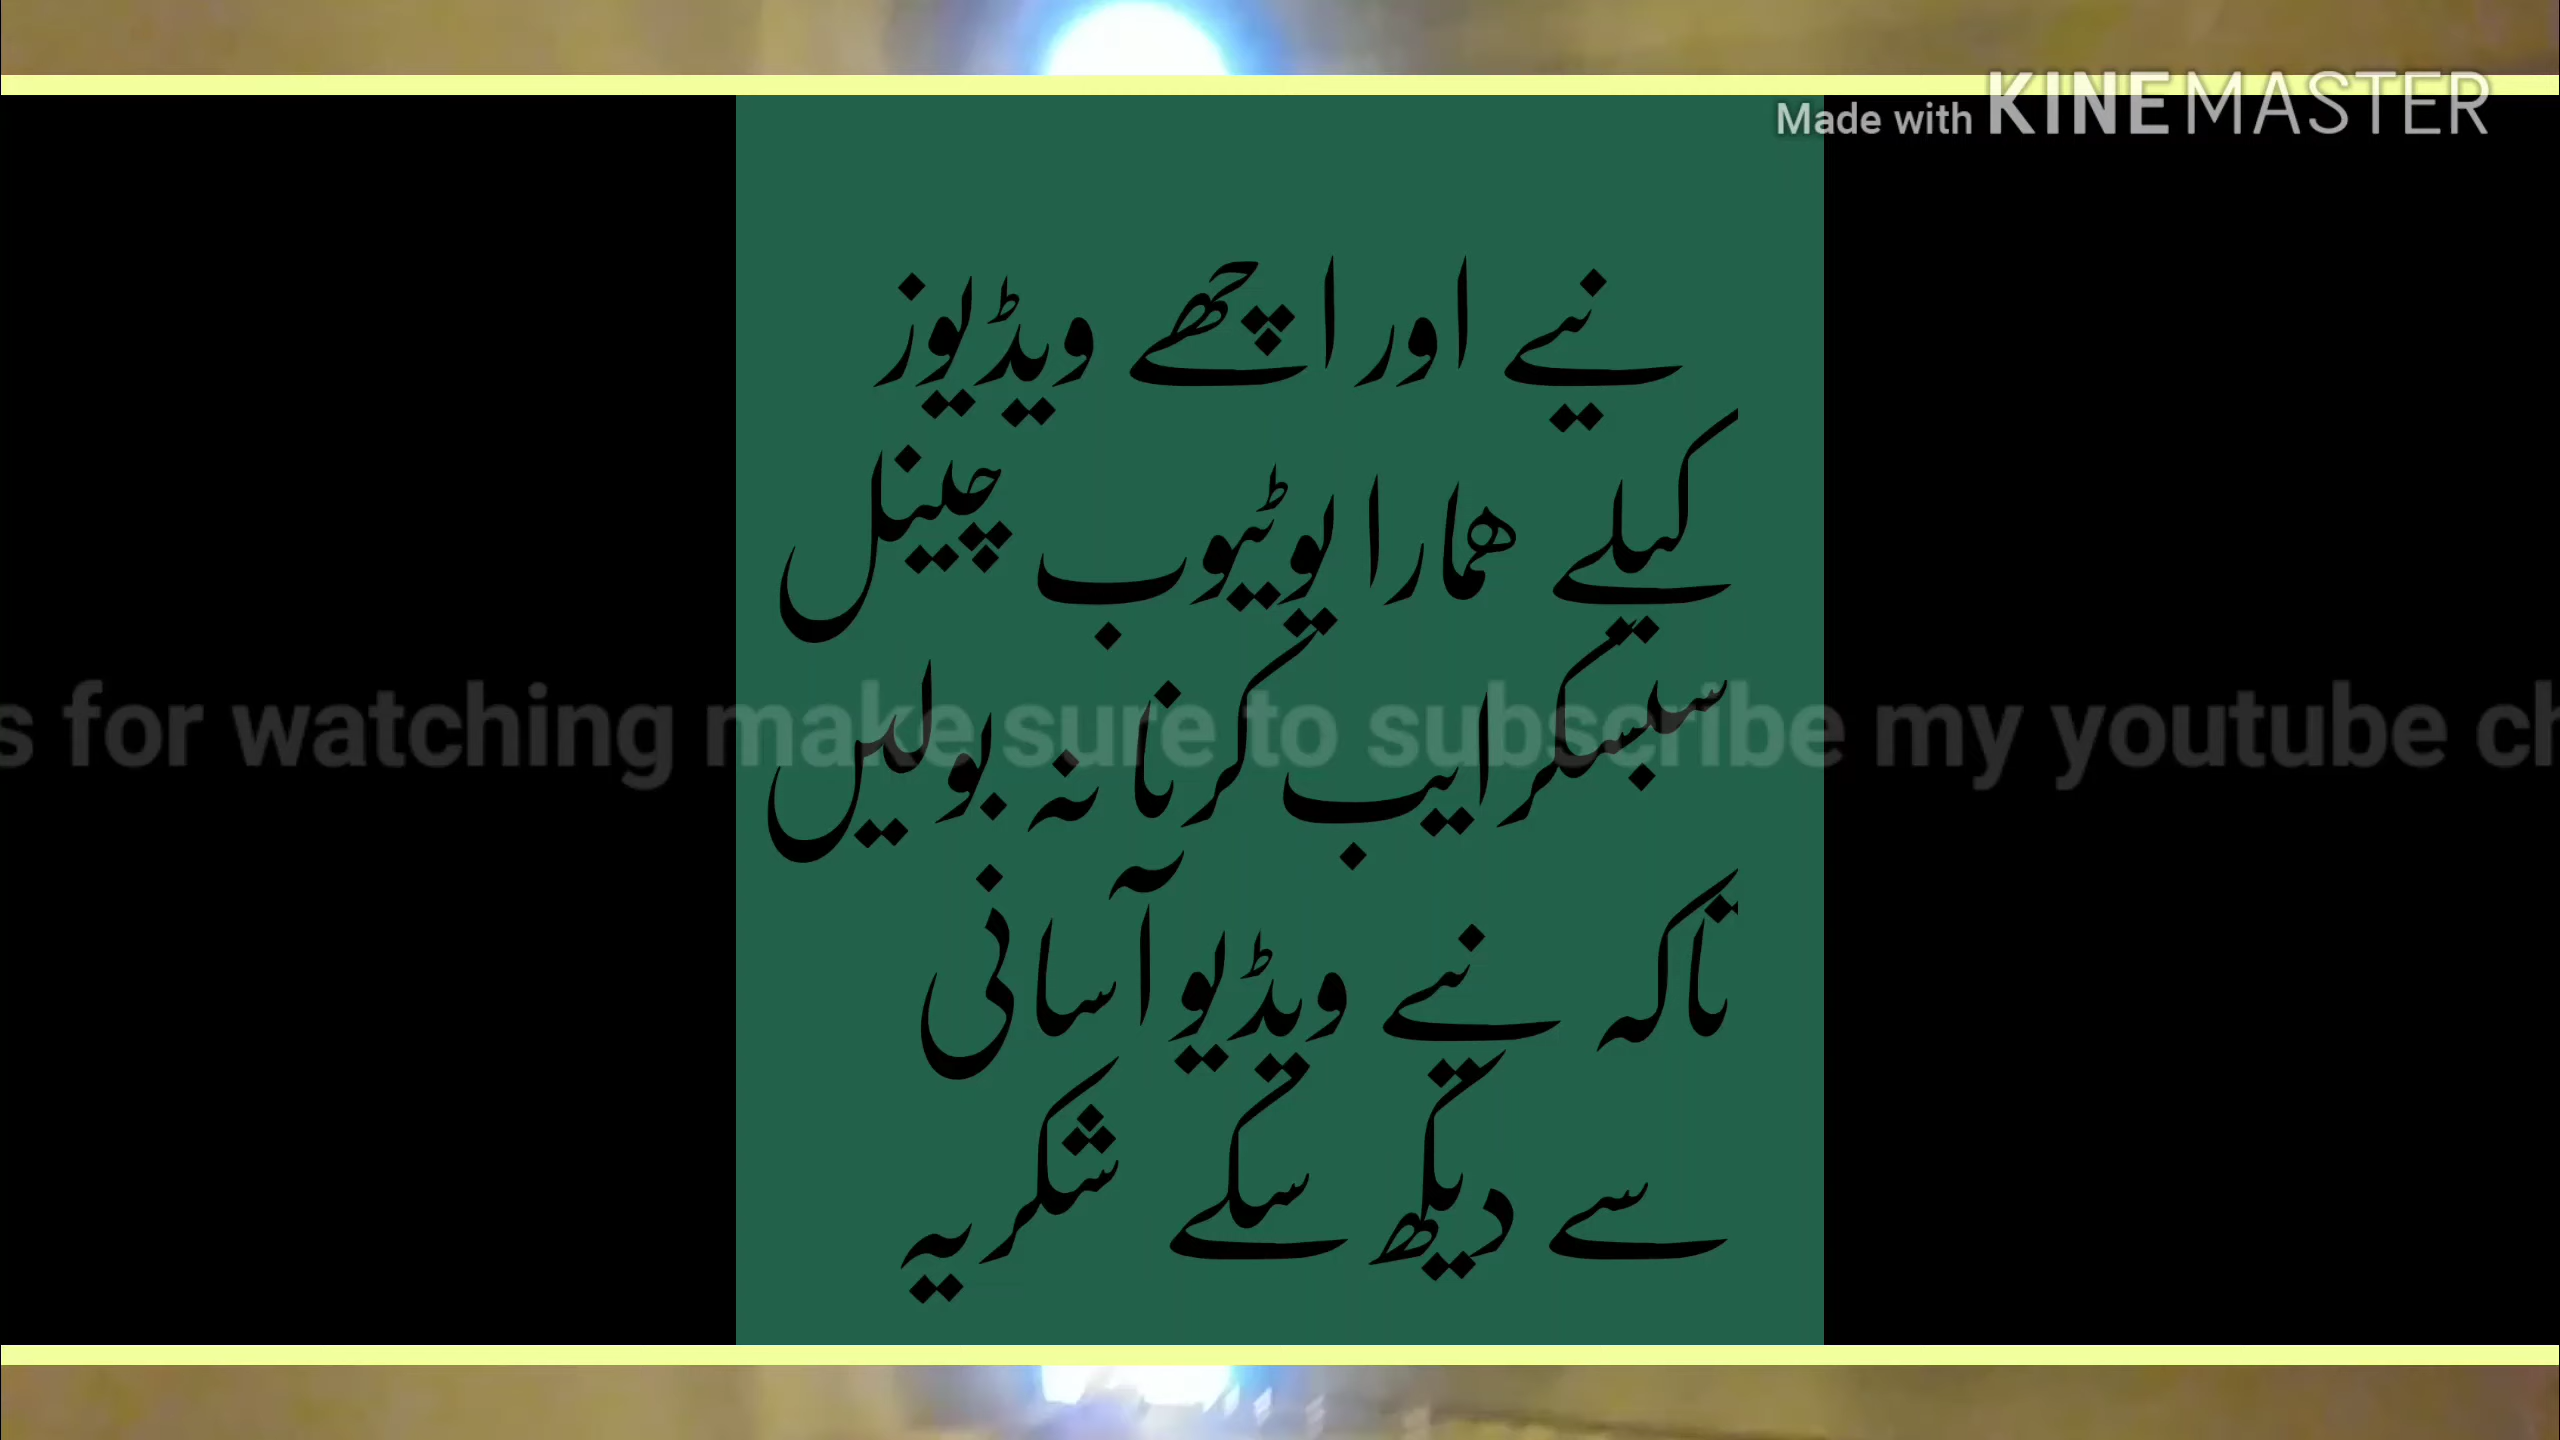 Made with KINEMASTER
نیے اور اچھے ویڈیوز
کیلے ھمارا یوٹیوب چلینل
سبسکرایب کرنا نہ بولیں
s for watching make sure to subscribe my youtube ch
تاکہ نیے ویڈیو آسانی
سے دیکھ سکے شکریہ